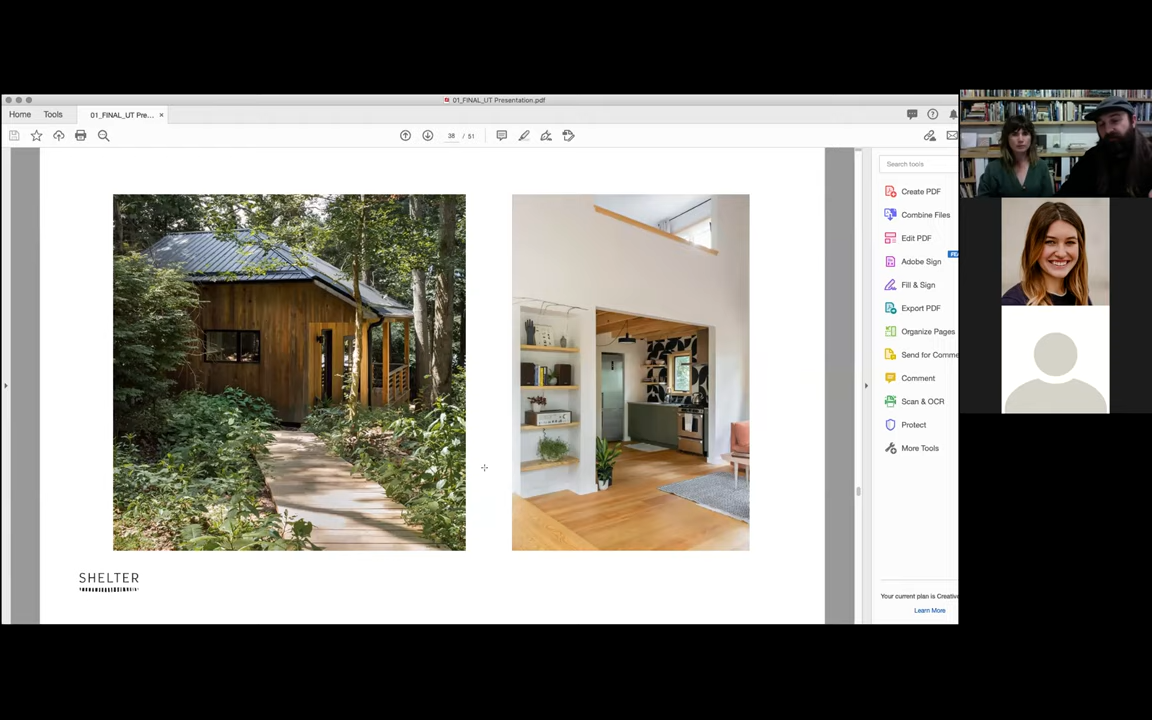 01_FINAL_UT Presentation.pdf
Home
Tools
01_FINAL_UT Pre...
38 / 51
Search tools
Create PDF
Combine Files
Edit PDF
Adobe Sign
Fill & Sign
Export PDF
Organize Pages
Send for Comme
Comment
Scan & OCR
Protect
More Tools
Your current plan is Creative
Learn More
SHELTER